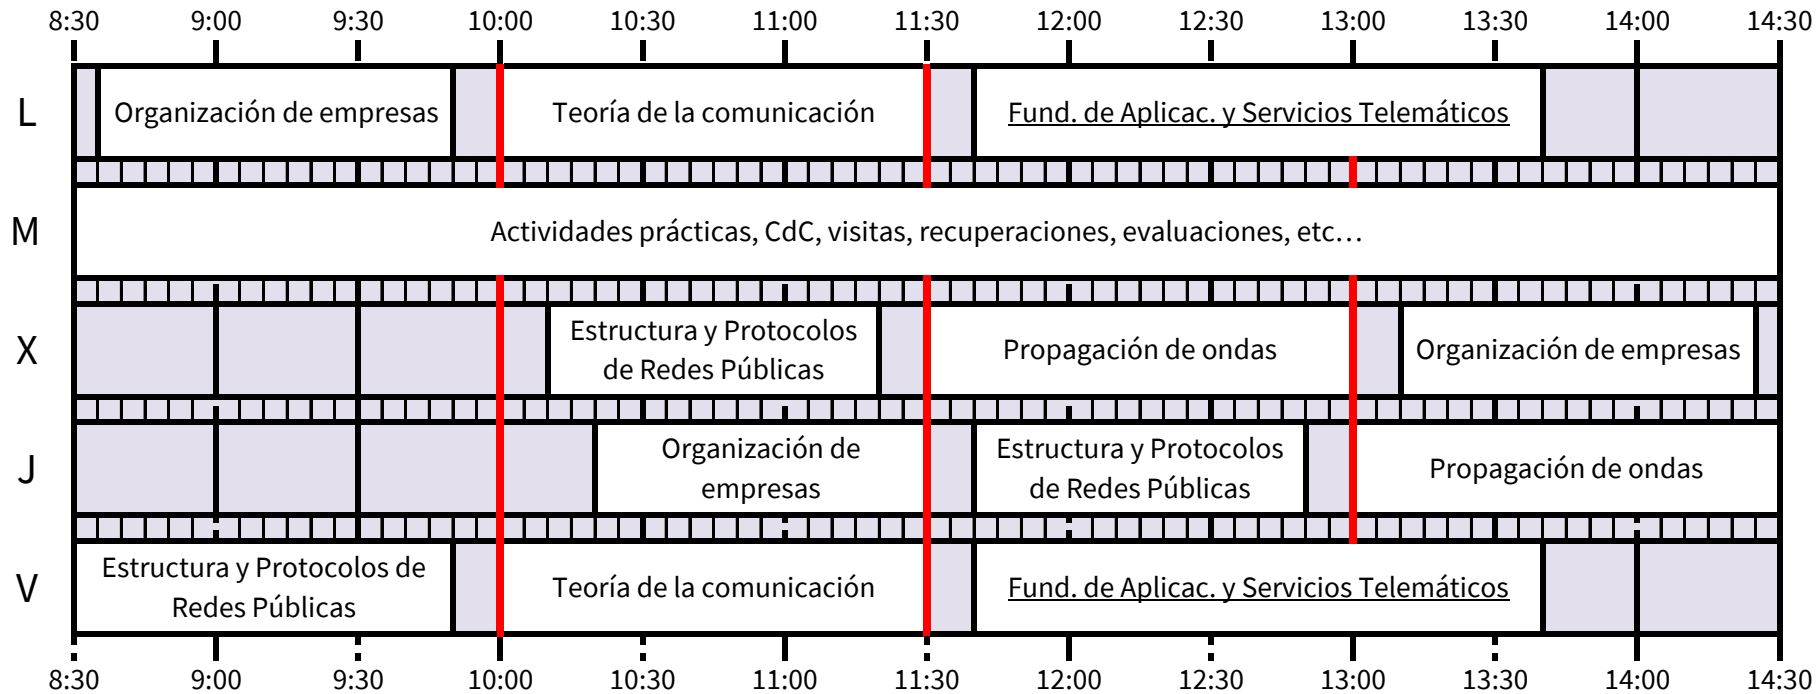 8:30 9:00 9:30 10:00 10:30 11:00 11:30 12:00 12:30 13:00 13:30 14:00 14:30
L Organización de empresas Teoría de la comunicación Fund. de Aplicac. y Servicios Telemáticos
M Actividades prácticas, CdC, visitas, recuperaciones, evaluaciones, etc…
X Estructura y Protocolos
de Redes Públicas Propagación de ondas Organización de empresas
J Organización de
empresas Estructura y Protocolos
de Redes Públicas Propagación de ondas
V Estructura y Protocolos de
Redes Públicas Teoría de la comunicación Fund. de Aplicac. y Servicios Telemáticos
8:30 9:00 9:30 10:00 10:30 11:00 11:30 12:00 12:30 13:00 13:30 14:00 14:30